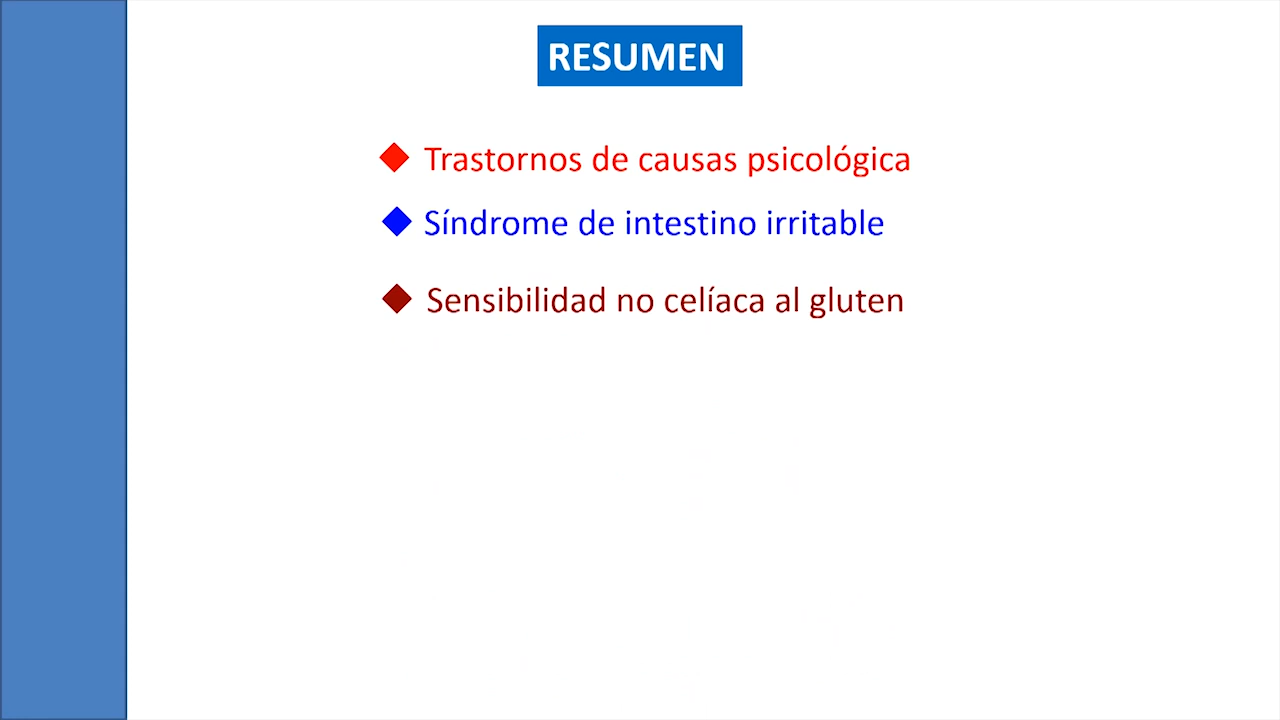 RESUMEN
Trastornos de causas psicológica
Síndrome de intestino irritable
Sensibilidad no celíaca al gluten